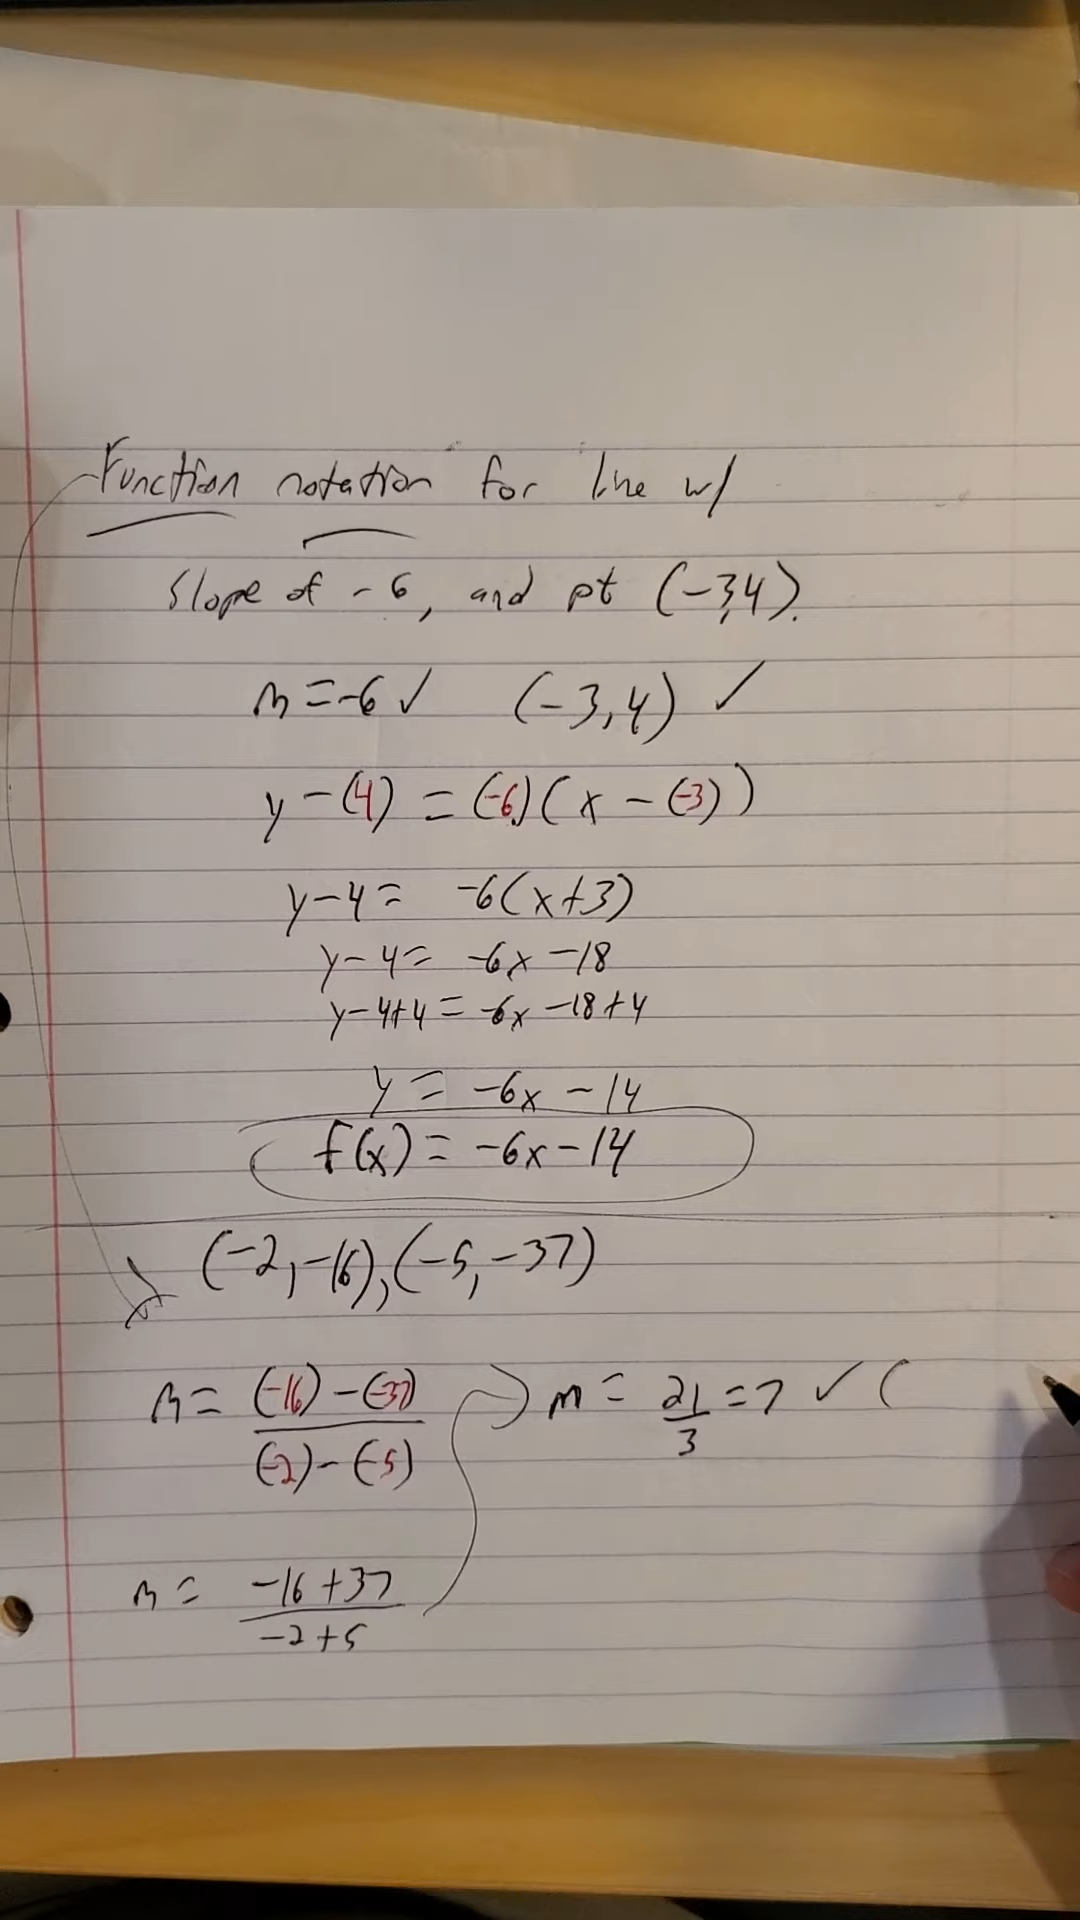 Function notation for line w/
slope of -6, and pt (-3,4).
m=-6 ✓ (-3,4) ✓
y-(4) = (-6)(x-(-3))
y-4= -6(x+3)
y-4= -6x-18
y-4+4= -6x-18+4
y= -6x-14
f(x)= -6x-14
(-2,-16),(-5,-37)
m= (-16)-(-37)
(-2)-(-5)
m= -16+37
-2+5
m= 21/3=7 ✓ (